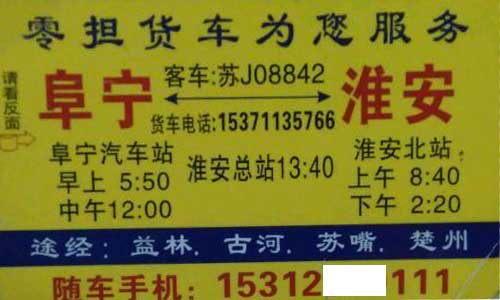 零担货车为您服务
请看反面
客车:苏J08842
阜宁 淮安
货车电话:15371135766
阜宁汽车站 淮安总站13:40 淮安北站
早上 5:50 上午 8:40
中午12:00 下午 2:20
途经: 益林. 古河. 苏嘴. 楚州
随车手机: 15312 111